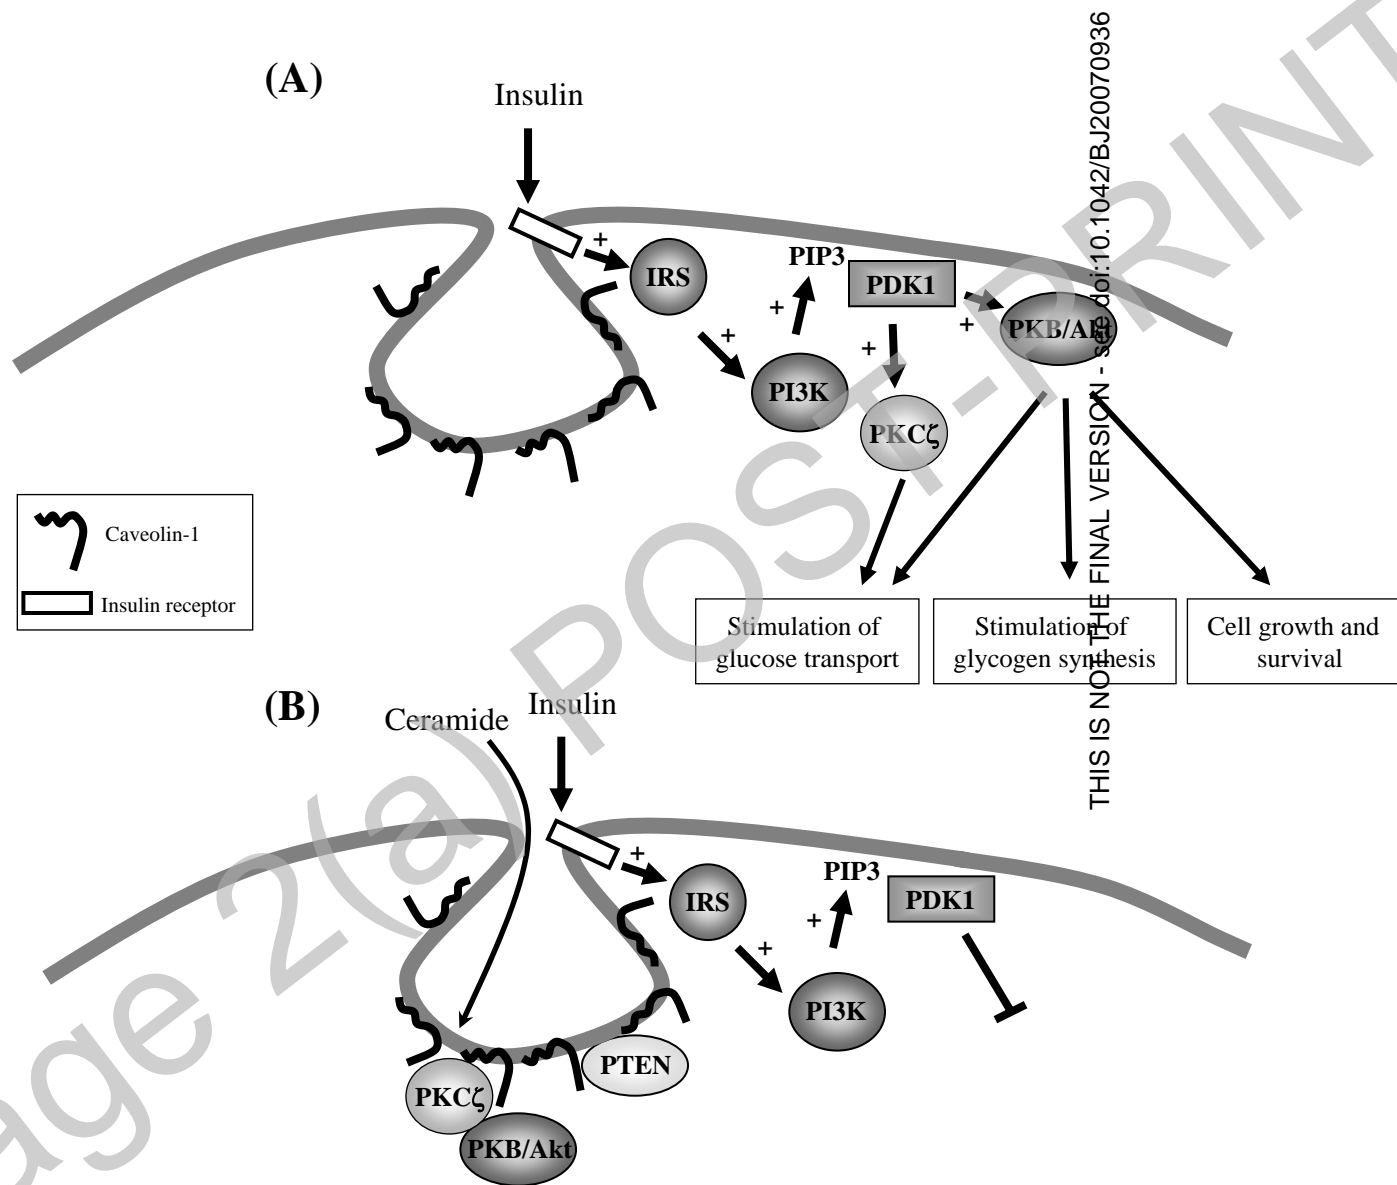 (A)
Insulin
+
IRS
PIP3
PDK1
+
+
PKB/Akt
+
+
PI3K
PKCζ
Caveolin-1
Insulin receptor
Stimulation of
glucose transport
Stimulation of
glycogen synthesis
Cell growth and
survival
(B)
Ceramide
Insulin
+
IRS
PIP3
PDK1
+
+
PI3K
PTEN
PKCζ
PKB/Akt
THIS IS NOT THE FINAL VERSION - see doi:10.1042/BJ20070936
age 2(a) POST-PRINT